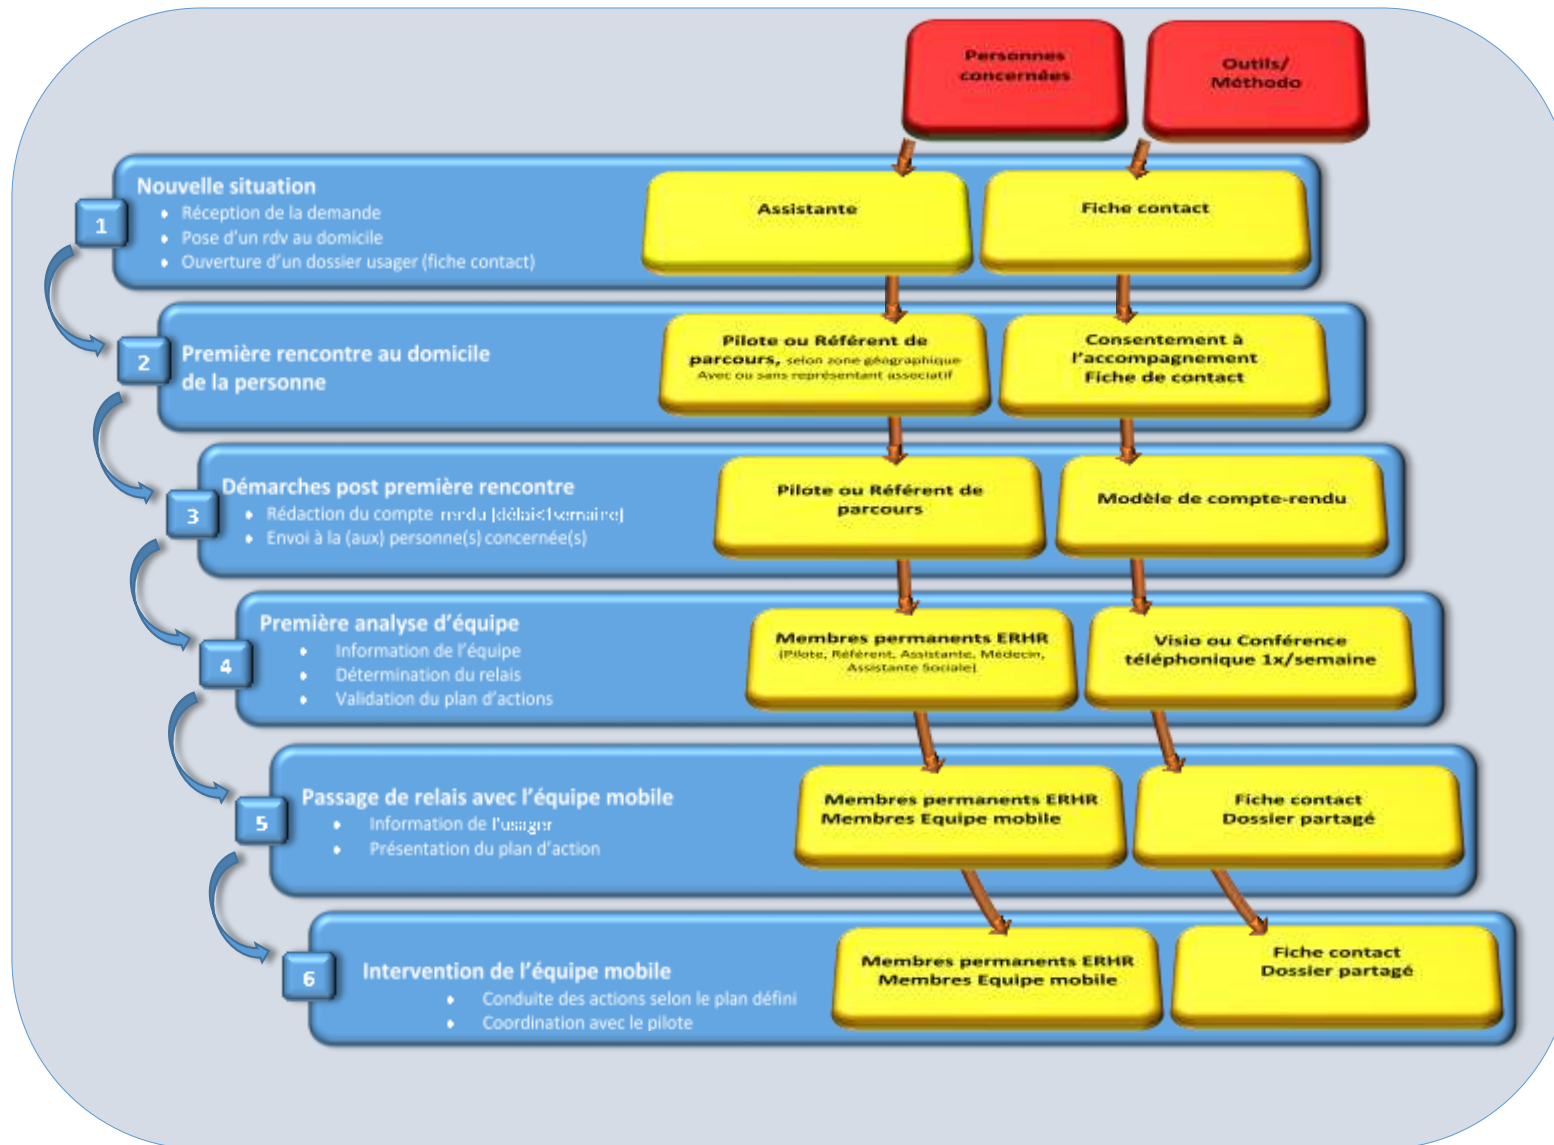 Personnes
concernées
Outils/
Méthodo
1
Nouvelle situation
• Réception de la demande
• Pose d'un rdv au domicile
• Ouverture d'un dossier usager (fiche contact)
Assistante
Fiche contact
2
Première rencontre au domicile
de la personne
Pilote ou Référent de
parcours, selon zone géographique
Avec ou sans représentant associatif
Consentement à
l'accompagnement
Fiche de contact
3
Démarches post première rencontre
• Rédaction du compte rendu (délai<1semaine)
• Envoi à la (aux) personne(s) concernée(s)
Pilote ou Référent de
parcours
Modèle de compte-rendu
4
Première analyse d'équipe
• Information de l'équipe
• Détermination du relais
• Validation du plan d'actions
Membres permanents ERHR
(Pilote, Référent, Assistante, Médecin,
Assistante Sociale)
Visio ou Conférence
téléphonique 1x/semaine
5
Passage de relais avec l'équipe mobile
• Information de l'usager
• Présentation du plan d'action
Membres permanents ERHR
Membres Equipe mobile
Fiche contact
Dossier partagé
6
Intervention de l'équipe mobile
• Conduite des actions selon le plan défini
• Coordination avec le pilote
Membres permanents ERHR
Membres Equipe mobile
Fiche contact
Dossier partagé